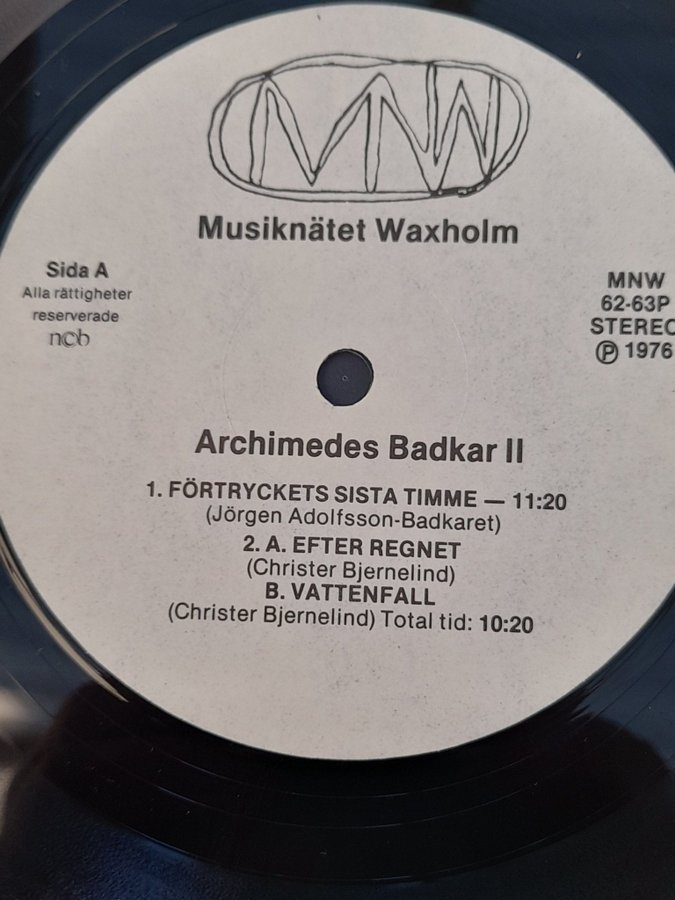 MNW
Musiknätet Waxholm
Sida A
Alla rättigheter
reserverade
ncb
MNW
62-63P
STEREO
Ⓟ 1976
Archimedes Badkar II
1. FÖRTRYCKETS SISTA TIMME — 11:20
(Jörgen Adolfsson-Badkaret)
2. A. EFTER REGNET
(Christer Bjernelind)
B. VATTENFALL
(Christer Bjernelind) Total tid: 10:20